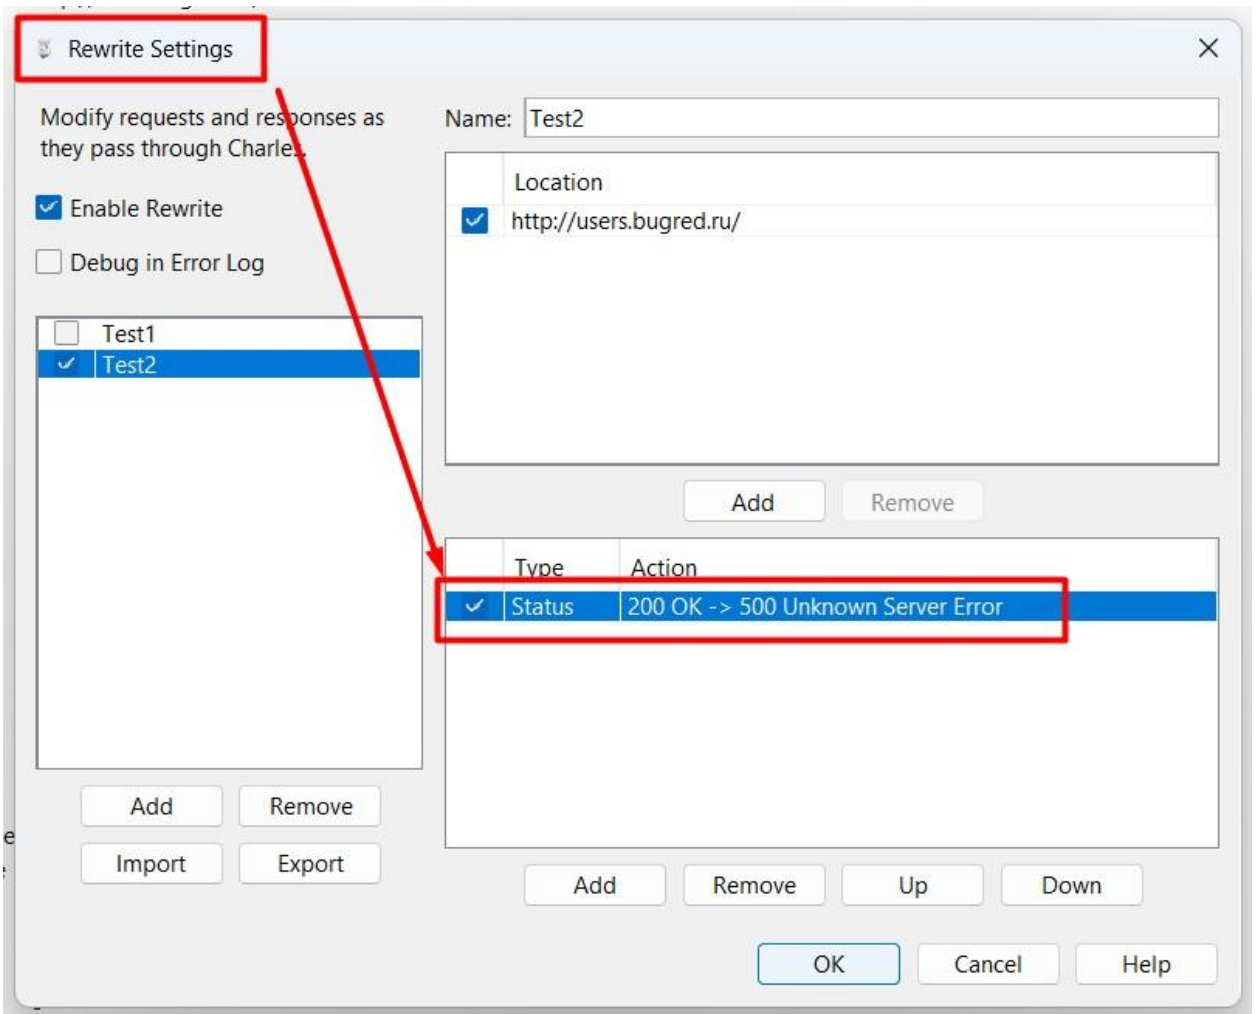 Rewrite Settings
Modify requests and responses as
they pass through Charles.
Enable Rewrite
Debug in Error Log
Test1
Test2
Add
Remove
Import
Export
Name: Test2
Location
http://users.bugred.ru/
Add
Remove
Type
Action
Status
200 OK -> 500 Unknown Server Error
Add
Remove
Up
Down
OK
Cancel
Help